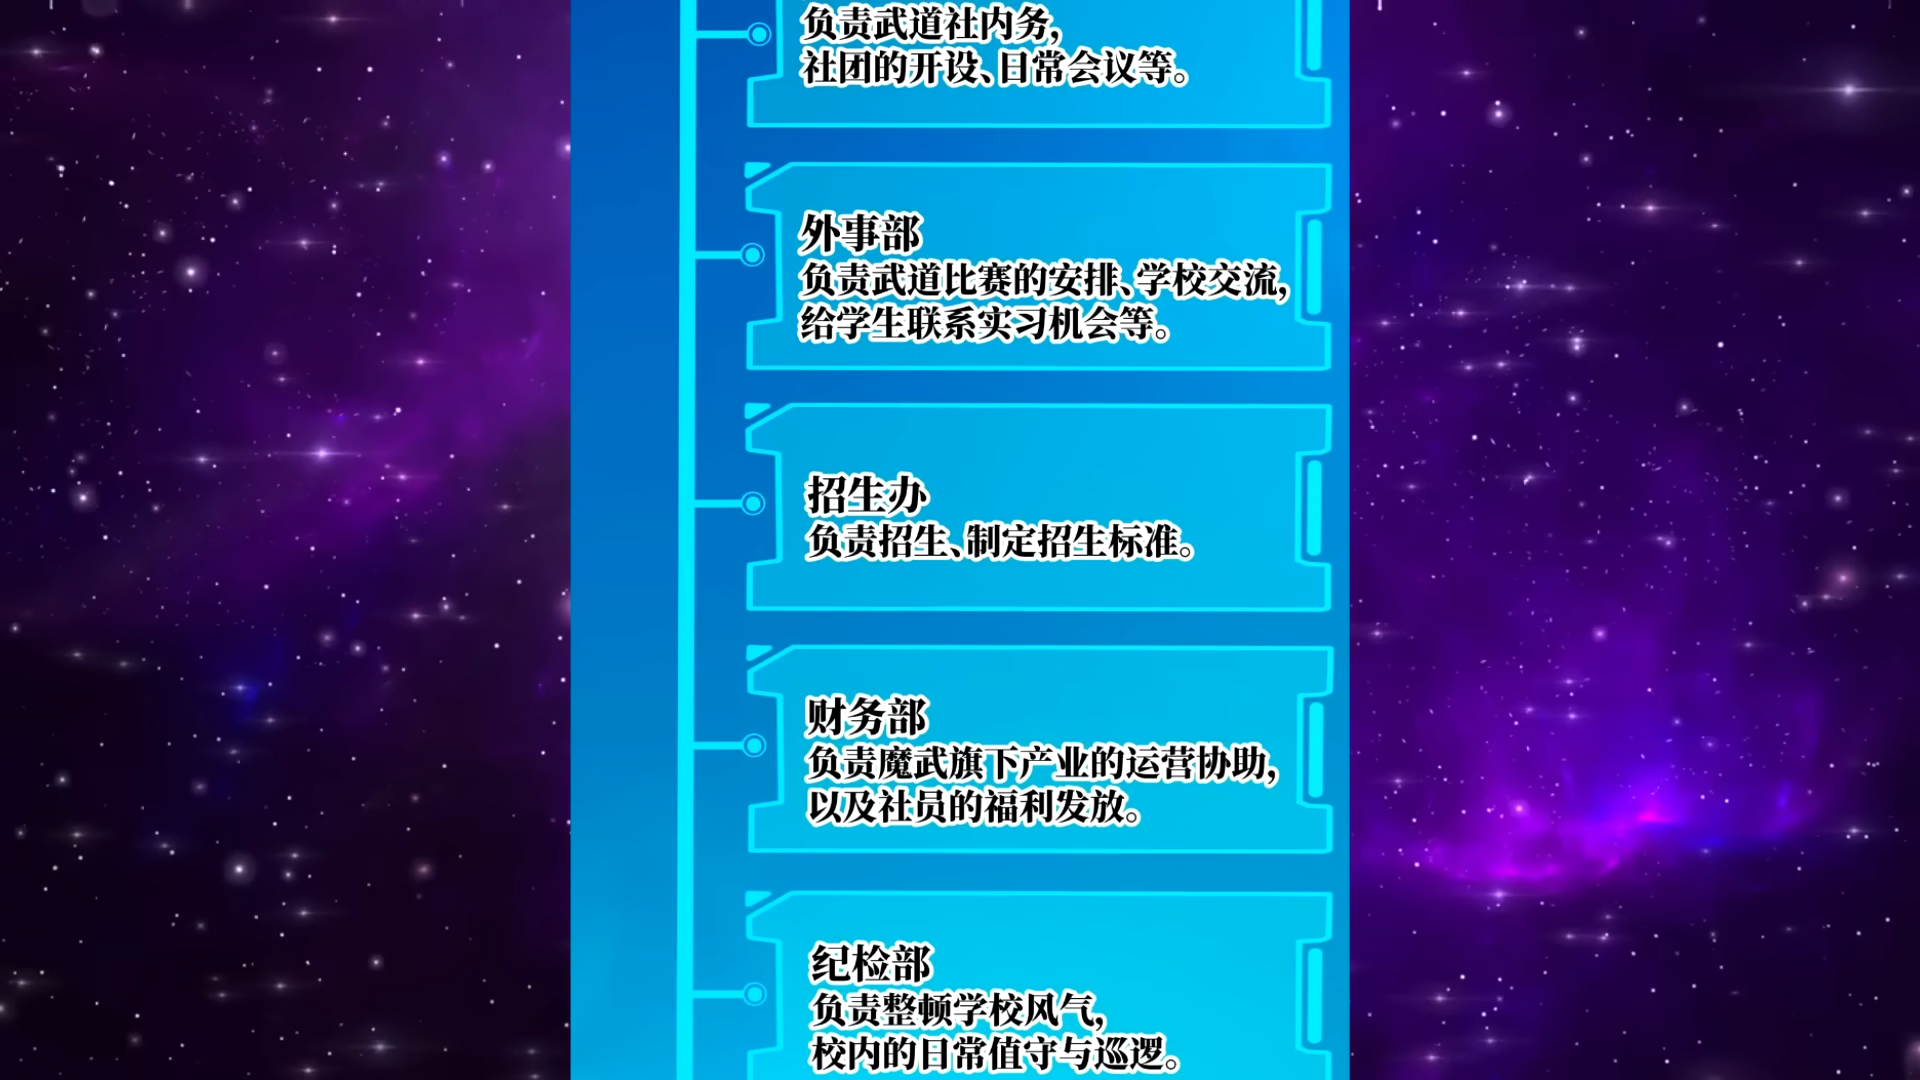 负责武道社内务，
社团的开设、日常会议等。
外事部
负责武道比赛的安排、学校交流，
给学生联系实习机会等。
招生办
负责招生、制定招生标准。
财务部
负责魔武旗下产业的运营协助，
以及社员的福利发放。
纪检部
负责整顿学校风气，
校内的日常值守与巡逻。